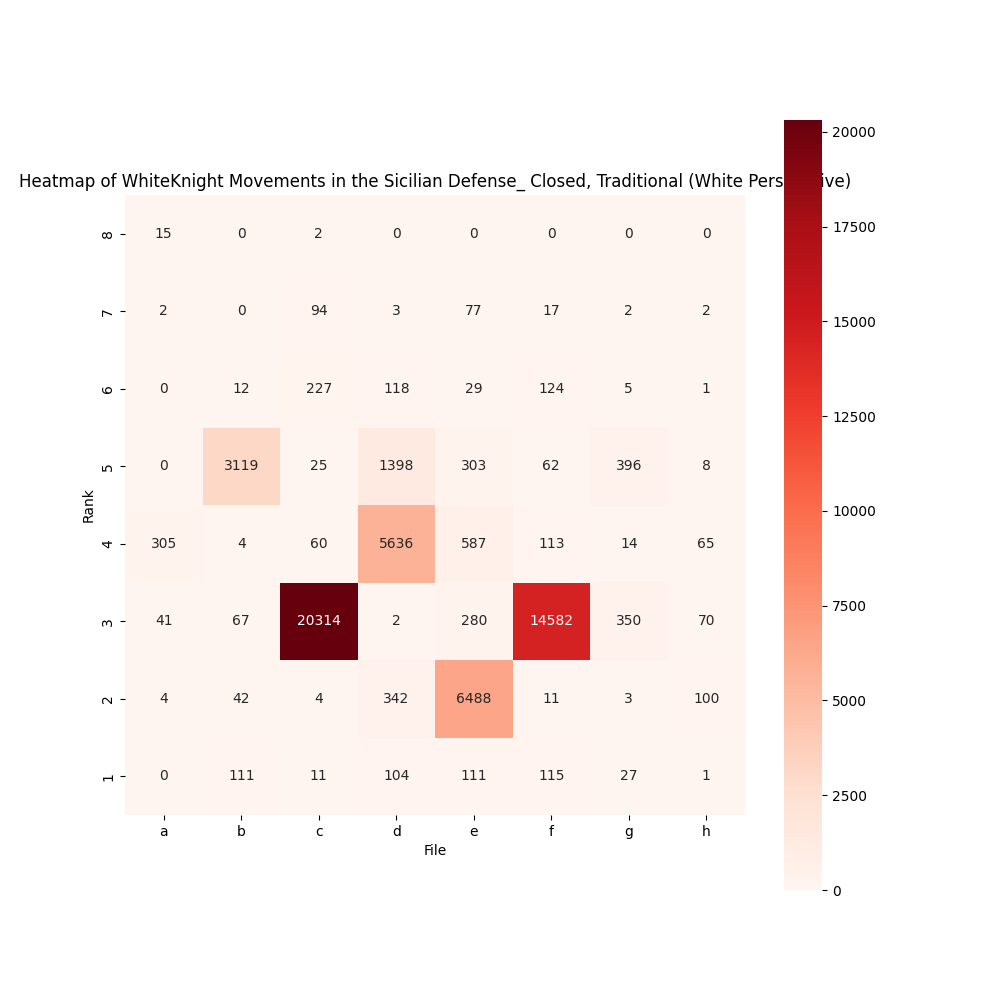 Heatmap of WhiteKnight Movements in the Sicilian Defense_ Closed, Traditional (White Pers ive)
8 15 0 2 0 0 0 0 0
7 2 0 94 3 77 17 2 2
6 0 12 227 118 29 124 5 1
5 0 3119 25 1398 303 62 396 8
4 305 4 60 5636 587 113 14 65
3 41 67 20314 2 280 14582 350 70
2 4 42 4 342 6488 11 3 100
1 0 111 11 104 111 115 27 1
a b c d e f g h
File
Rank
20000
17500
15000
12500
10000
7500
5000
2500
0